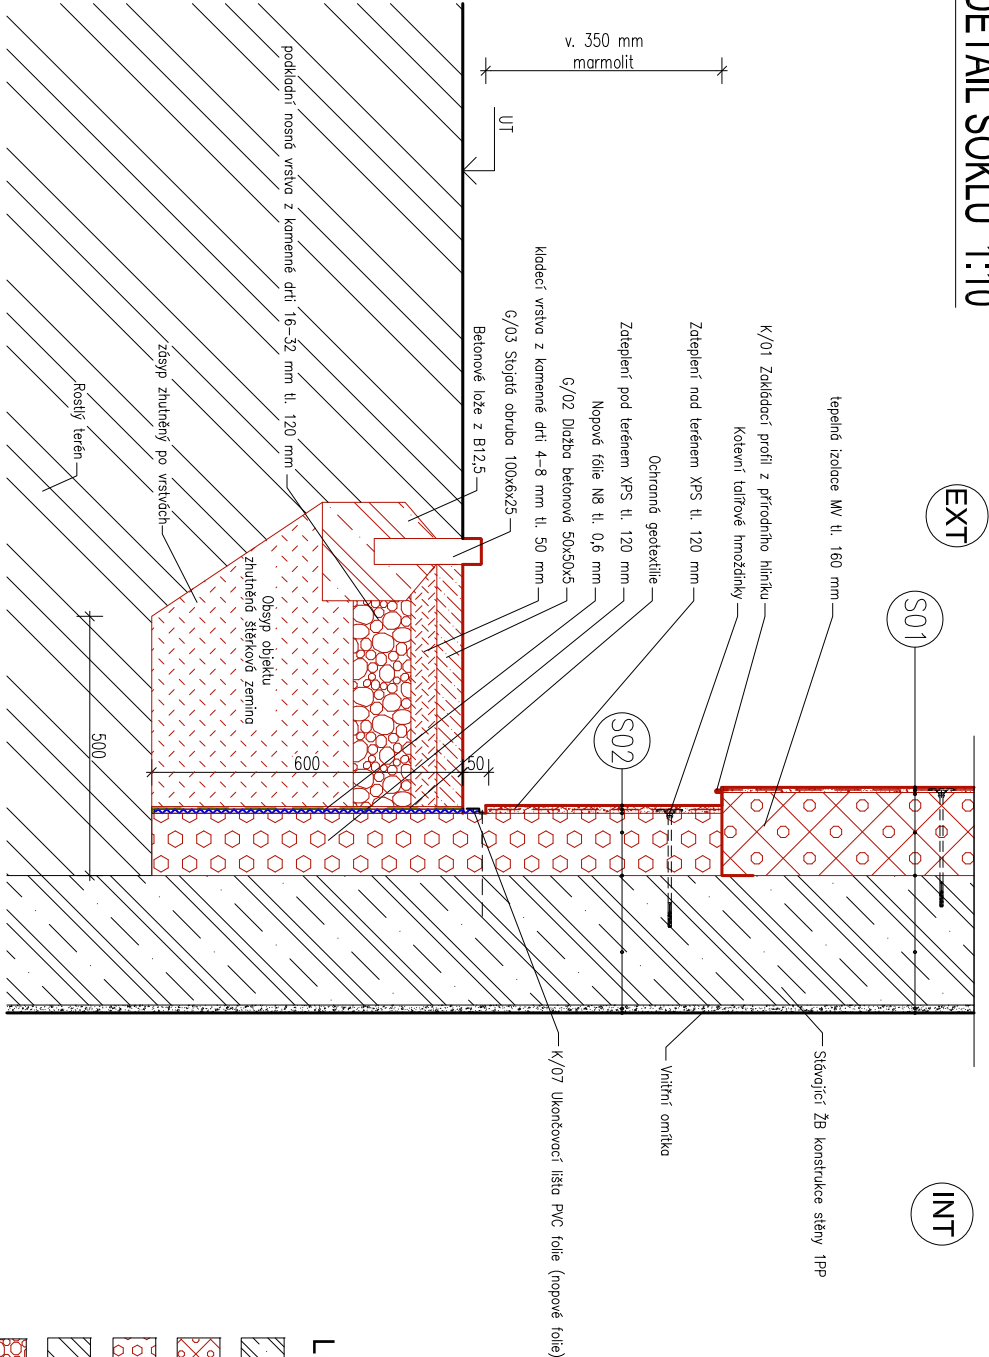 DETAIL SOKLU 1:10
EXT
INT
S01
S02
v. 350 mm
marmolit
UT
tepelná izolace MV tl. 160 mm
K/01 Zakládací profil z přírodního hliníku
Kotevní talířové hmoždinky
Zateplení nad terénem XPS tl. 120 mm
Ochranná geotextilie
Zateplení pod terénem XPS tl. 120 mm
Nopová fólie N8 tl. 0,6 mm
G/02 Dlažba betonová 50x50x5
kladecí vrstva z kamenné drti 4-8 mm tl. 50 mm
G/03 Stojatá obruba 100x6x25
Betonové lože z B12,5
podkladní nosná vrstva z kamenné drti 16-32 mm tl. 120 mm
zásyp zhutněný po vrstvách
Rostlý terén
Obsyp objektu
zhutněná štěrková zemina
500
600
50
Stávající ŽB konstrukce stěny 1PP
Vnitřní omítka
K/07 Ukončovací lišta PVC folie (nopové folie)
L